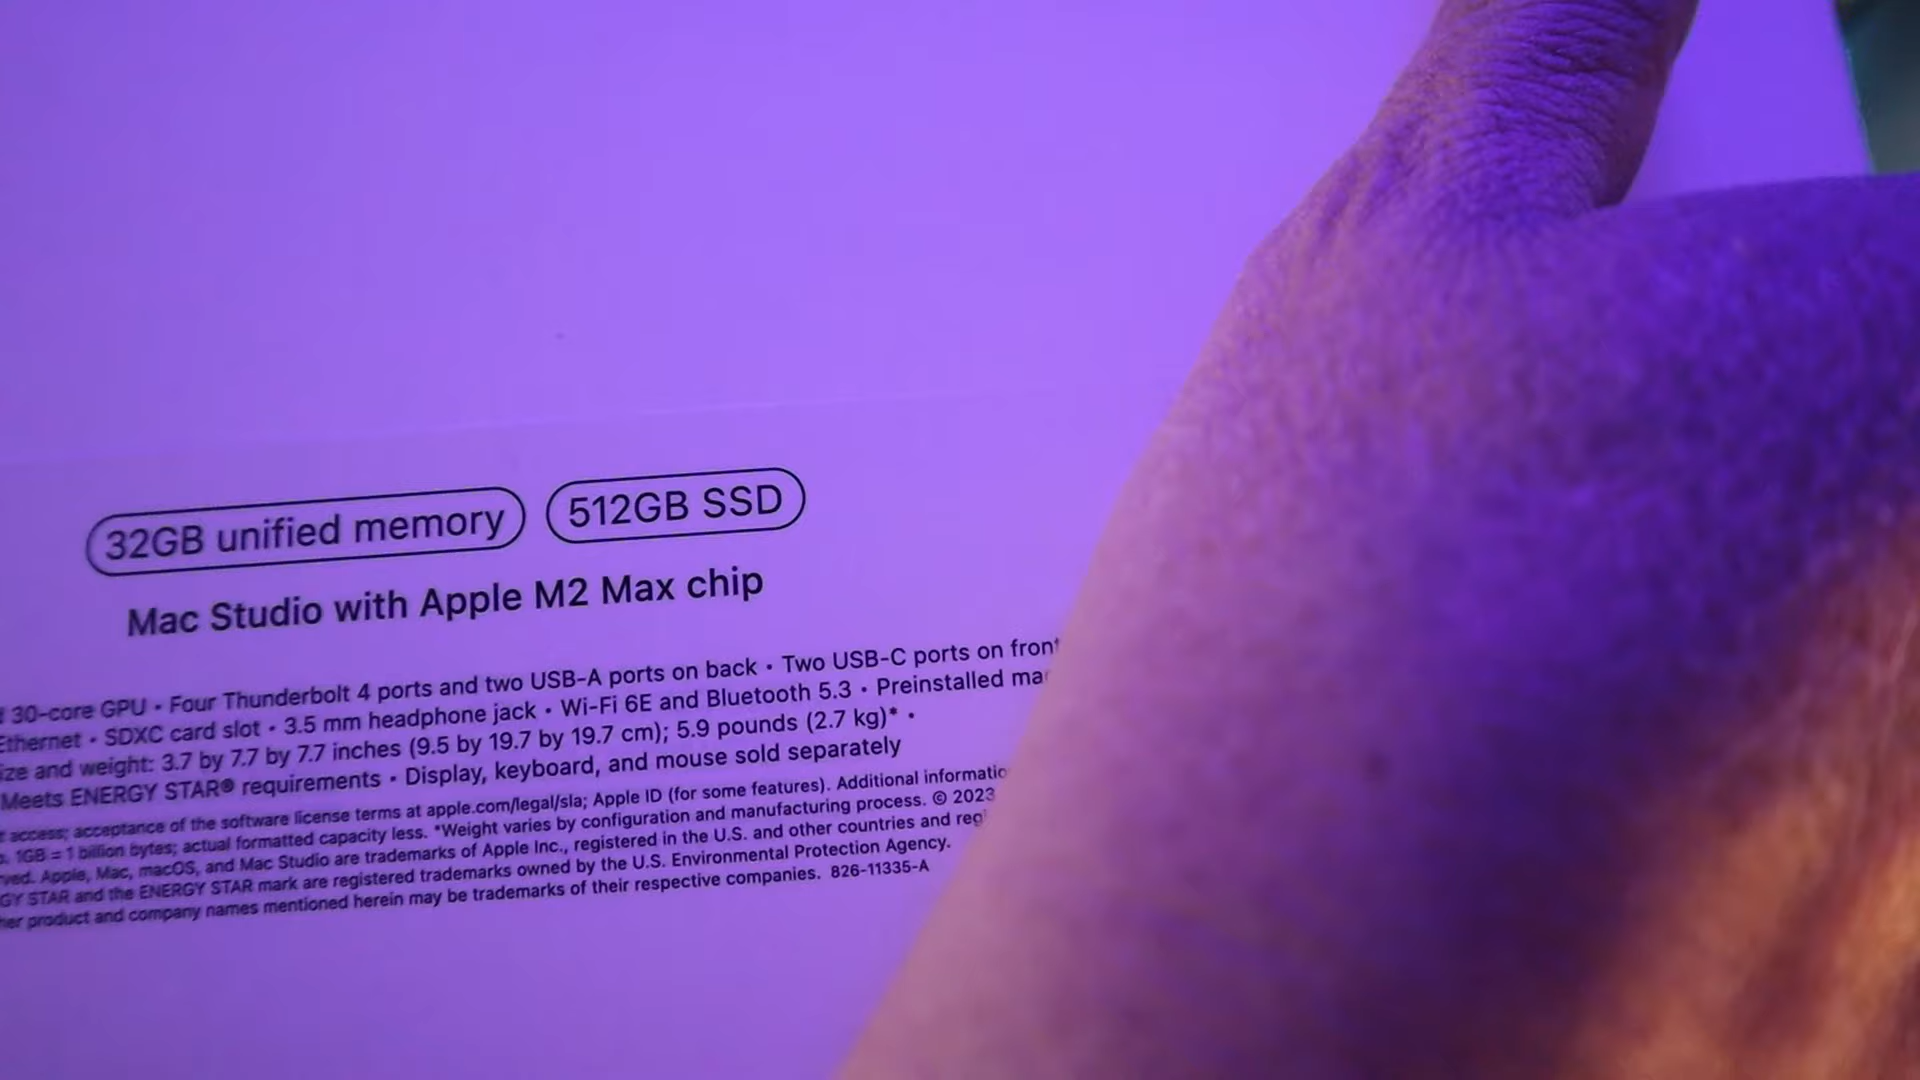 32GB unified memory 512GB SSD
Mac Studio with Apple M2 Max chip
30-core GPU • Four Thunderbolt 4 ports and two USB-A ports on back • Two USB-C ports on front
Ethernet • SDXC card slot • 3.5 mm headphone jack • Wi-Fi 6E and Bluetooth 5.3 • Preinstalled
and weight: 3.7 by 7.7 by 7.7 inches (9.5 by 19.7 by 19.7 cm); 5.9 pounds (2.7 kg)* •
Meets ENERGY STAR® requirements • Display, keyboard, and mouse sold separately
access; acceptance of the software license terms at apple.com/legal/sla; Apple ID (for some features). Additional
1GB = 1 billion bytes; actual formatted capacity less. *Weight varies by configuration and manufacturing process. © 2023
Apple, Mac, macOS, and Mac Studio are trademarks of Apple Inc., registered in the U.S. and other countries and
STAR and the ENERGY STAR mark are registered trademarks owned by the U.S. Environmental Protection Agency.
product and company names mentioned herein may be trademarks of their respective companies. 826-11335-A